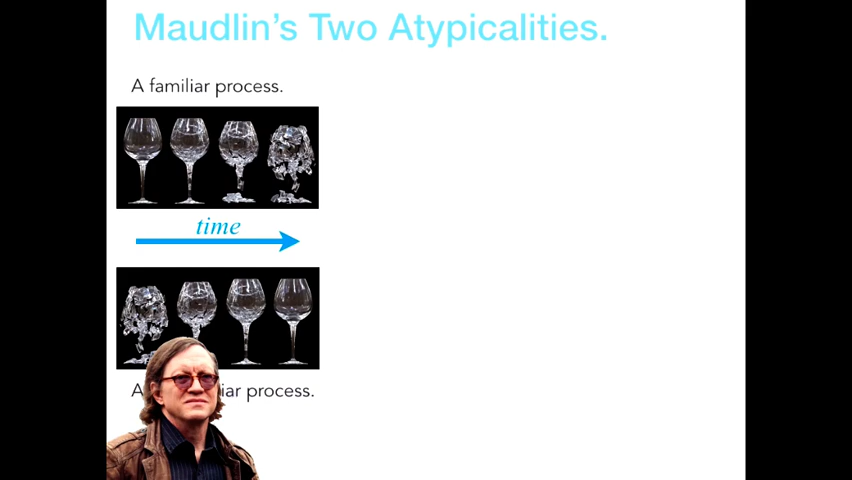 Maudlin's Two Atypicalities.
A familiar process.
time
iar process.